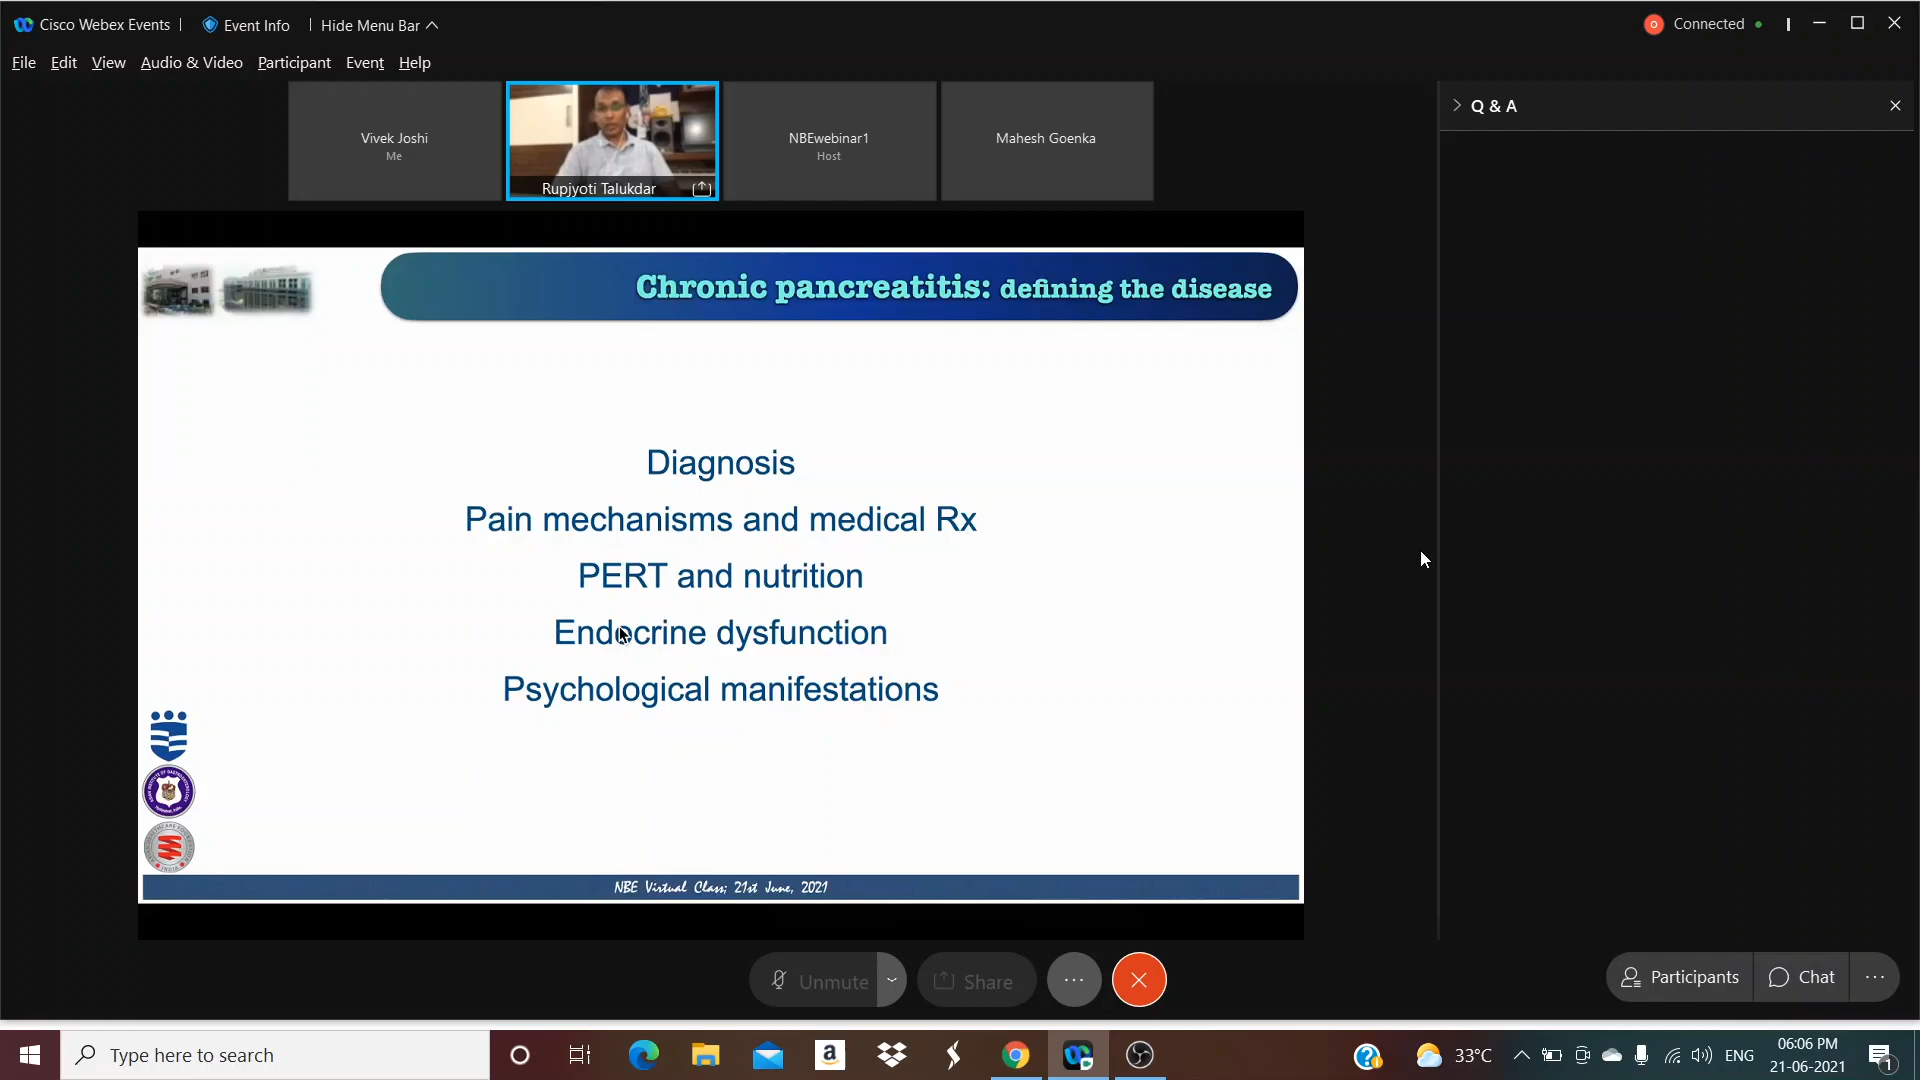 Cisco Webex Events
Event Info
Hide Menu Bar
Connected
File Edit View Audio & Video Participant Event Help
Vivek Joshi
Me
Rupjyoti Talukdar
NBEwebinar1
Host
Mahesh Goenka
Q & A
Chronic pancreatitis: defining the disease
Diagnosis
Pain mechanisms and medical Rx
PERT and nutrition
Endocrine dysfunction
Psychological manifestations
NBE Virtual Class; 21st June, 2021
Unmute
Share
Participants
Chat
Type here to search
33°C
ENG
06:06 PM
21-06-2021
1